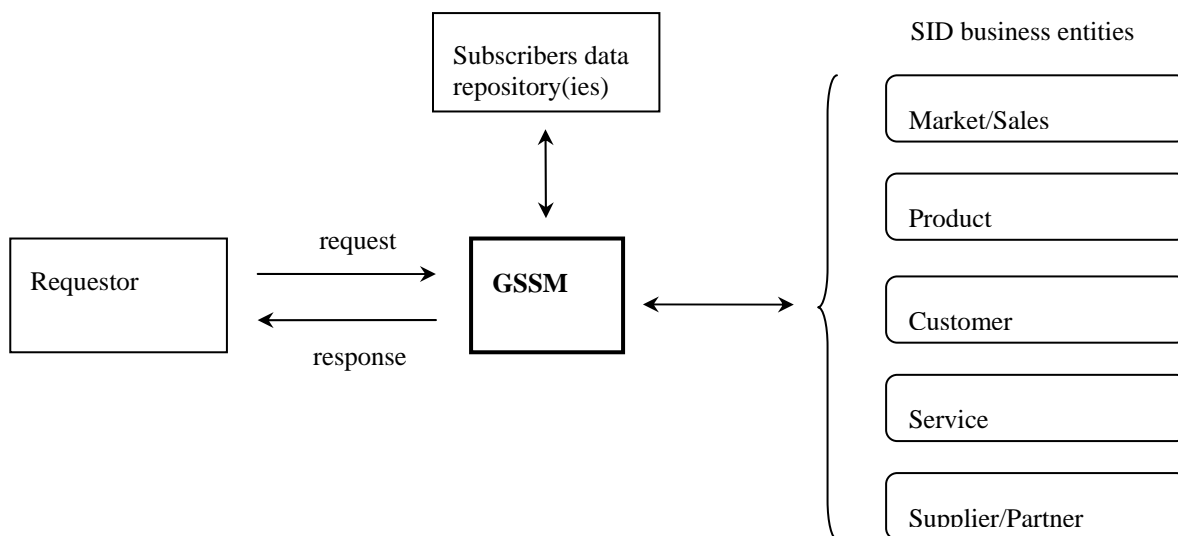 SID business entities
Subscribers data
repository(ies)
Market/Sales
Product
request
Requestor
GSSM
Customer
response
Service
Supplier/Partner